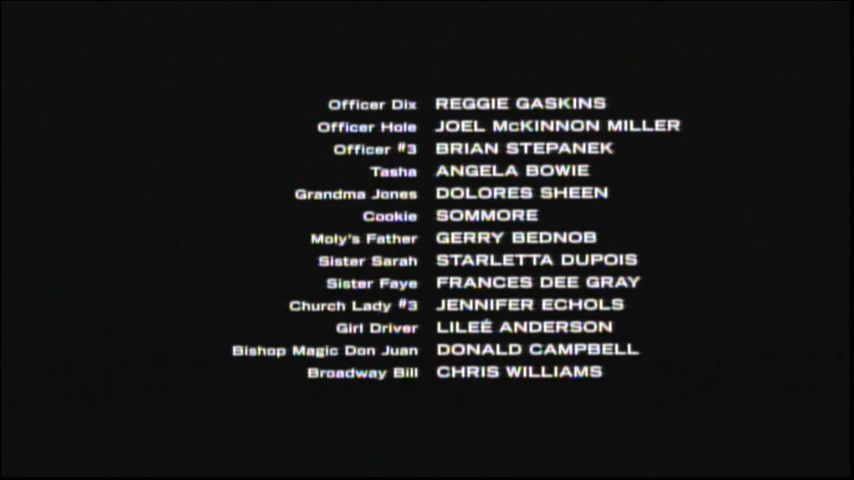 Officer Dix REGGIE GASKINS
Officer Hole JOEL McKINNON MILLER
Officer #3 BRIAN STEPANEK
Tasha ANGELA BOWIE
Grandma Jones DOLORES SHEEN
Cookie SOMMORE
Moly's Father GERRY BEDNOB
Sister Sarah STARLETTA DUPOIS
Sister Faye FRANCES DEE GRAY
Church Lady #3 JENNIFER ECHOLS
Girl Driver LILEÉ ANDERSON
Bishop Magic Don Juan DONALD CAMPBELL
Broadway Bill CHRIS WILLIAMS